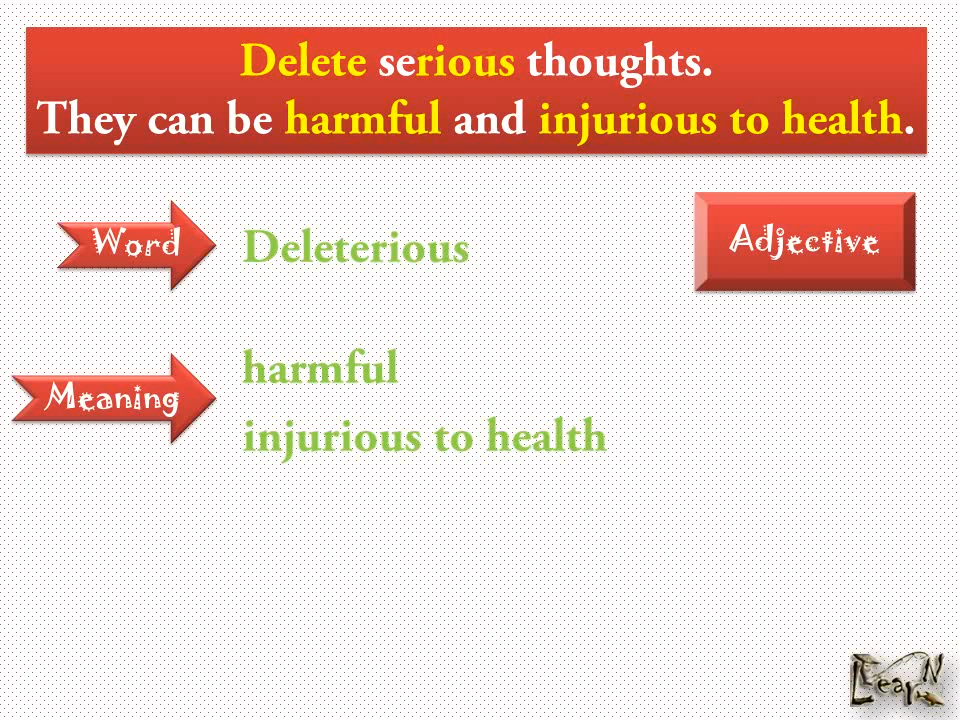 Delete serious thoughts.
They can be harmful and injurious to health.
Word
Deleterious
Adjective
Meaning
harmful
injurious to health
LearN